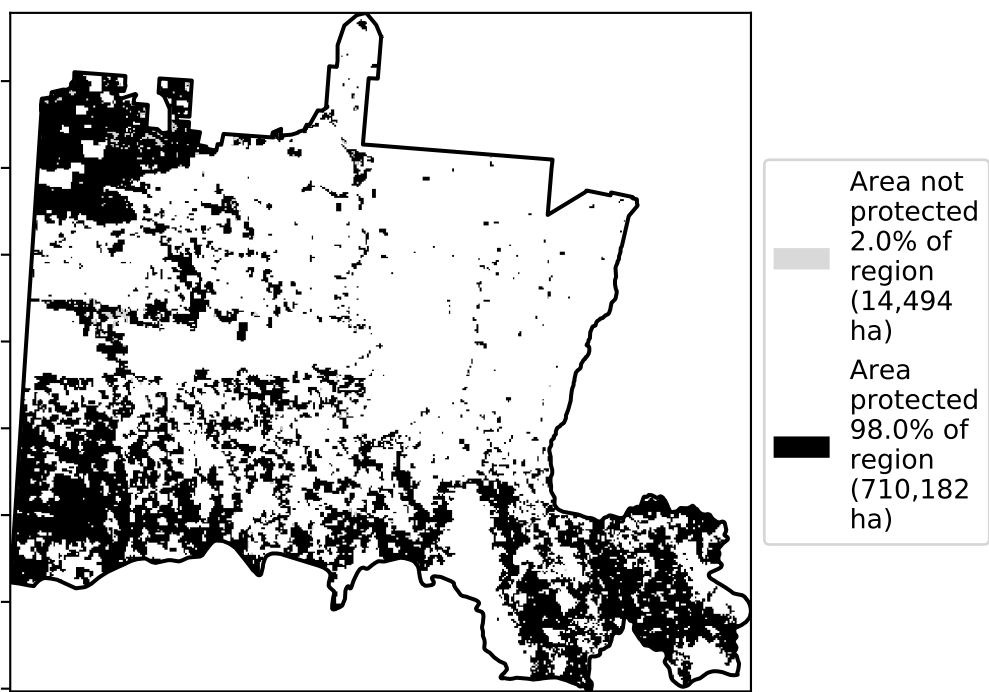 Area not
protected
2.0% of
region
(14,494
ha)
Area
protected
98.0% of
region
(710,182
ha)